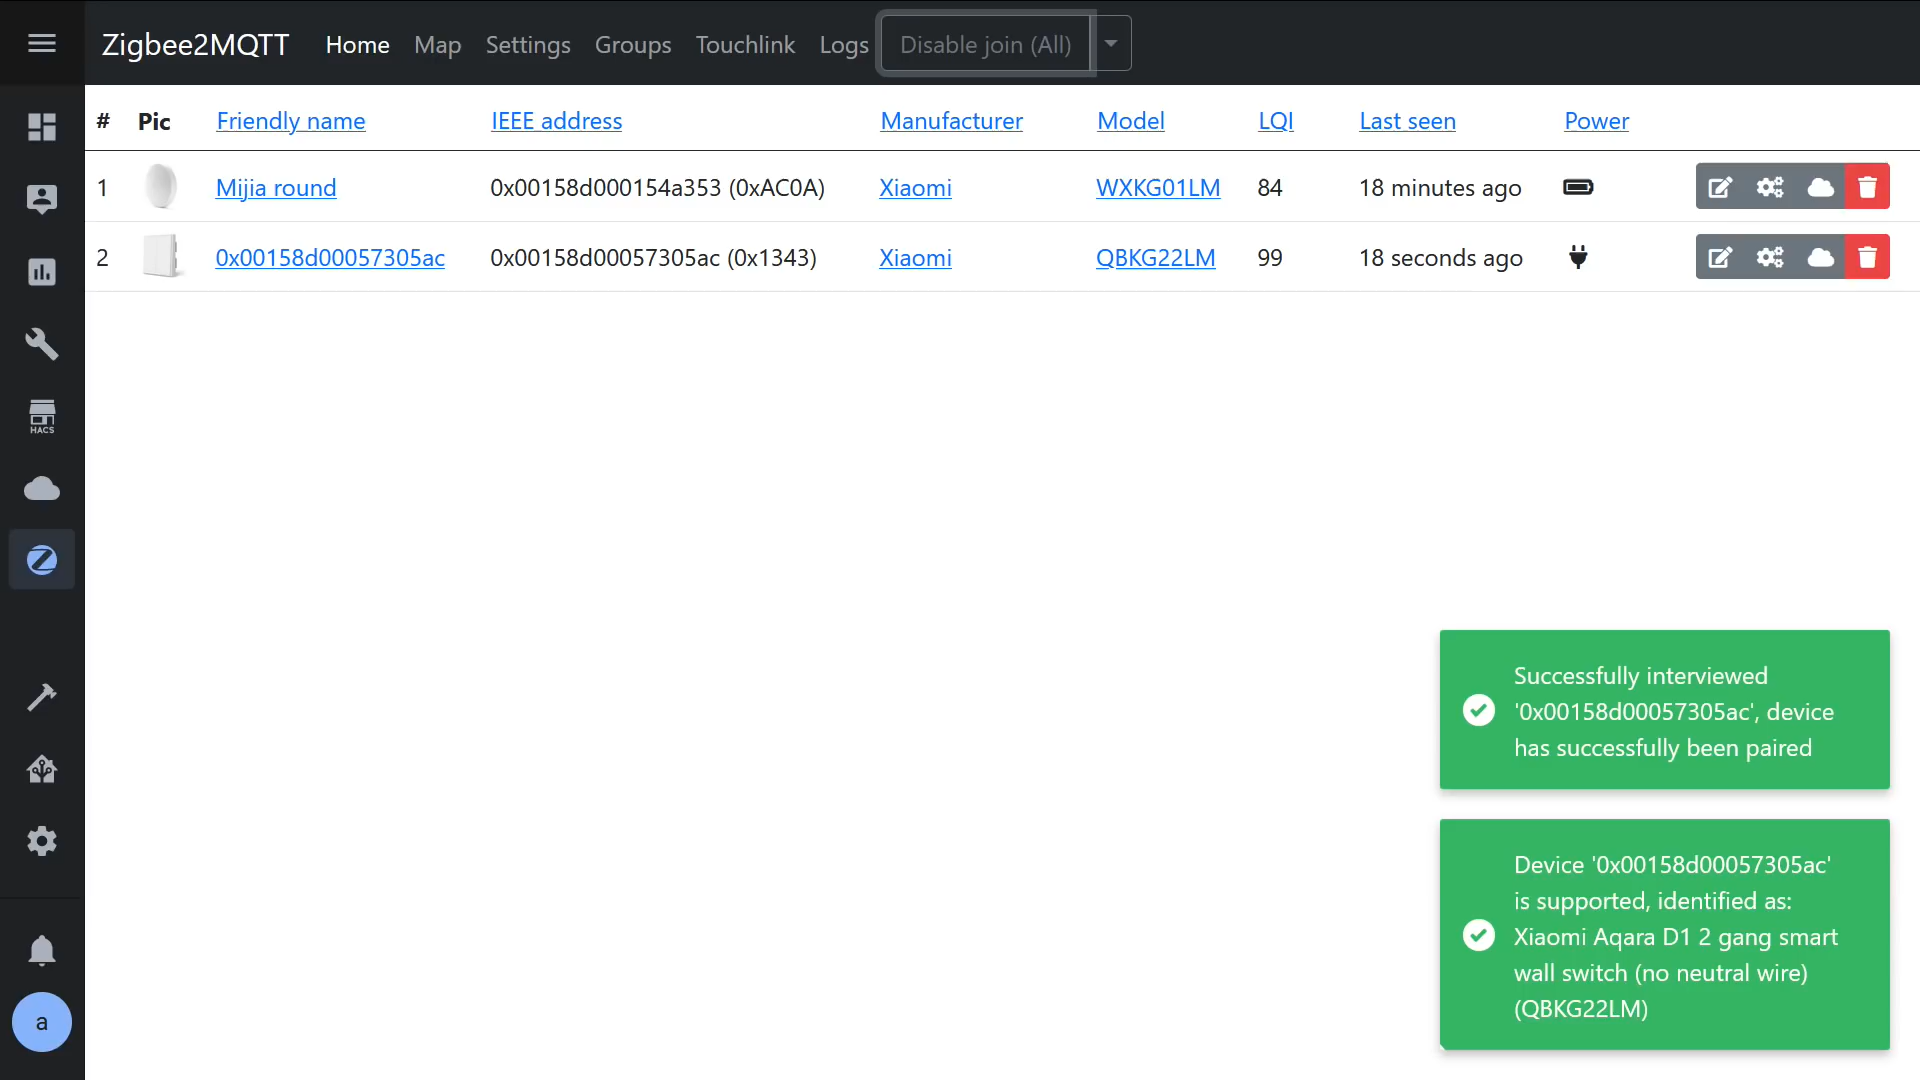 Zigbee2MQTT Home Map Settings Groups Touchlink Logs Disable join (All)
# Pic Friendly name IEEE address Manufacturer Model LQI Last seen Power
1 Mijia round 0x00158d000154a353 (0xAC0A) Xiaomi WXKG01LM 84 18 minutes ago
2 0x00158d00057305ac 0x00158d00057305ac (0x1343) Xiaomi QBKG22LM 99 18 seconds ago
HACS
Successfully interviewed
'0x00158d00057305ac', device
has successfully been paired
Device '0x00158d00057305ac'
is supported, identified as:
Xiaomi Aqara D1 2 gang smart
wall switch (no neutral wire)
(QBKG22LM)
a